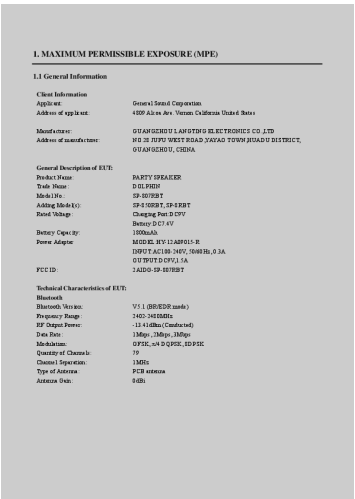 1. MAXIMUM PERMISSIBLE EXPOSURE (MPE)
1.1 General Information
Client Information
Applicant: General Sound Corporation
Address of applicant: 4809 Alcoa Ave. Vernon California United States
Manufacturer: GUANGZHOU LANGTING ELECTRONICS CO.,LTD
Address of manufacturer: NO.28 JUFU WEST ROAD,YAYAO TOWN,HUADU DISTRICT,
GUANGZHOU, CHINA
General Description of EUT:
Product Name: PARTY SPEAKER
Trade Name: DOLPHIN
Model No.: SP-807RBT
Adding Model(s): SP-850RBT, SP-8RBT
Rated Voltage: Charging Port:DC9V
Battery:DC7.4V
Battery Capacity: 1800mAh
Power Adapter MODEL HY-12A09015-R
INPUT:AC100-240V, 50/60Hz, 0.3A
OUTPUT:DC9V,1.5A
FCC ID: 2AIDG-SP-807RBT
Technical Characteristics of EUT:
Bluetooth
Bluetooth Version: V5.1 (BR/EDR mode)
Frequency Range: 2402-2480MHz
RF Output Power: -13.41dBm (Conducted)
Data Rate: 1Mbps, 2Mbps, 3Mbps
Modulation: GFSK, π/4 DQPSK, 8DPSK
Quantity of Channels: 79
Channel Separation: 1MHz
Type of Antenna: PCB antenna
Antenna Gain: 0dBi